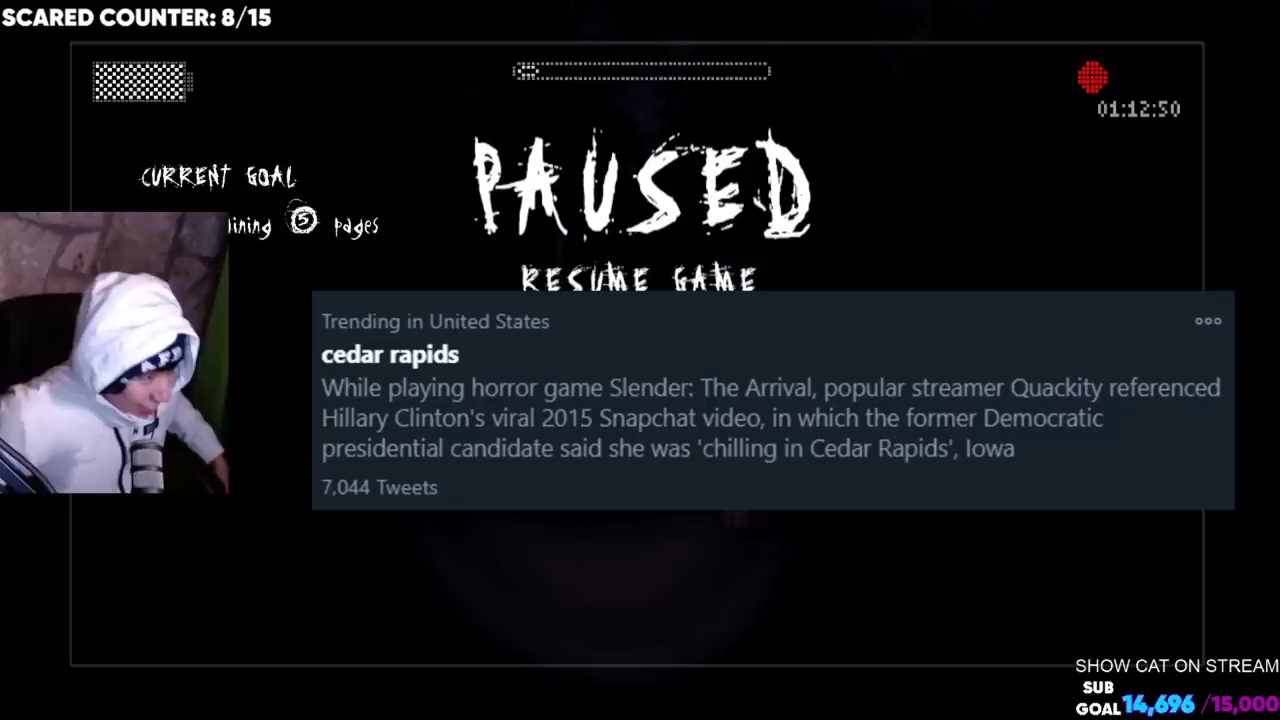 SCARED COUNTER: 8/15
01:12:50
PAUSED
CURRENT GOAL
ining 5 pages
RESUME GAME
Trending in United States
cedar rapids
While playing horror game Slender: The Arrival, popular streamer Quackity referenced
Hillary Clinton's viral 2015 Snapchat video, in which the former Democratic
presidential candidate said she was 'chilling in Cedar Rapids', Iowa
7,044 Tweets
SHOW CAT ON STREAM
SUB
GOAL 14,696 /15,000